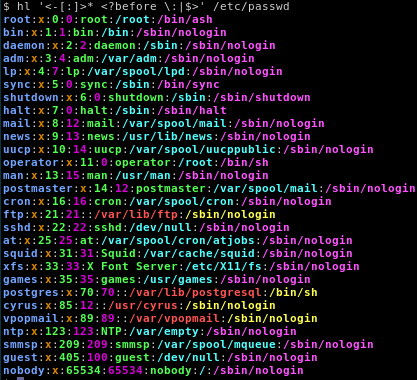 $ hl '<-[:]>* <?before \:|$>' /etc/passwd
root:x:0:0:root:/root:/bin/ash
bin:x:1:1:bin:/bin:/sbin/nologin
daemon:x:2:2:daemon:/sbin:/sbin/nologin
adm:x:3:4:adm:/var/adm:/sbin/nologin
lp:x:4:7:lp:/var/spool/lpd:/sbin/nologin
sync:x:5:0:sync:/sbin:/bin/sync
shutdown:x:6:0:shutdown:/sbin:/sbin/shutdown
halt:x:7:0:halt:/sbin:/sbin/halt
mail:x:8:12:mail:/var/spool/mail:/sbin/nologin
news:x:9:13:news:/usr/lib/news:/sbin/nologin
uucp:x:10:14:uucp:/var/spool/uucppublic:/sbin/nologin
operator:x:11:0:operator:/root:/bin/sh
man:x:13:15:man:/usr/man:/sbin/nologin
postmaster:x:14:12:postmaster:/var/spool/mail:/sbin/nologin
cron:x:16:16:cron:/var/spool/cron:/sbin/nologin
ftp:x:21:21::/var/lib/ftp:/sbin/nologin
sshd:x:22:22:sshd:/dev/null:/sbin/nologin
at:x:25:25:at:/var/spool/cron/atjobs:/sbin/nologin
squid:x:31:31:Squid:/var/cache/squid:/sbin/nologin
xfs:x:33:33:X Font Server:/etc/X11/fs:/sbin/nologin
games:x:35:35:games:/usr/games:/sbin/nologin
postgres:x:70:70::/var/lib/postgresql:/bin/sh
cyrus:x:85:12::/usr/cyrus:/sbin/nologin
vpopmail:x:89:89::/var/vpopmail:/sbin/nologin
ntp:x:123:123:NTP:/var/empty:/sbin/nologin
smmsp:x:209:209:smmsp:/var/spool/mqueue:/sbin/nologin
guest:x:405:100:guest:/dev/null:/sbin/nologin
nobody:x:65534:65534:nobody:/:/sbin/nologin